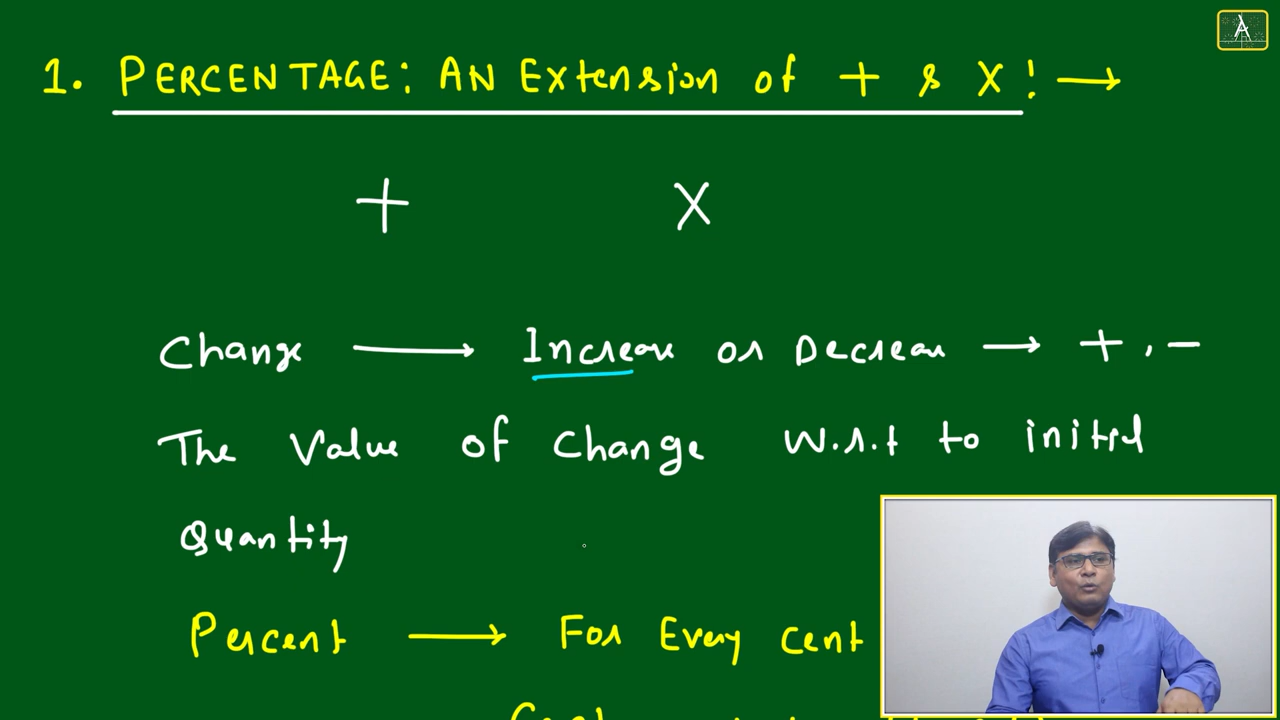 1. PERCENTAGE: AN Extension of + & X! →
+ X
Change → Increase or Decrease → + , -
The Value of Change w.r.t to initial
Quantity
Percent → For Every cent
A